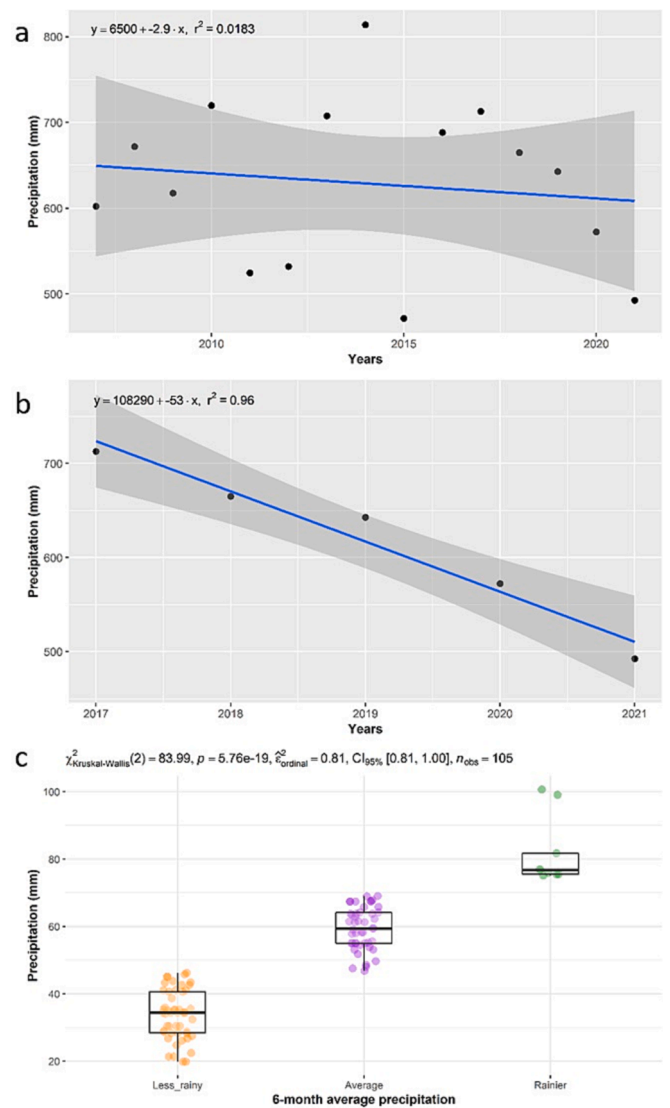 a
y = 6500 + -2.9 · x, r² = 0.0183
800
700
600
500
Precipitation (mm)
2010
2015
2020
Years
b
y = 108290 + -53 · x, r² = 0.96
700
600
500
Precipitation (mm)
2017
2018
2019
2020
2021
Years
c
χ²Kruskal-Wallis(2) = 83.99, p = 5.76e-19, ε̂²ordinal = 0.81, CI95% [0.81, 1.00], nobs = 105
100
80
60
40
20
Precipitation (mm)
Less_rainy
Average
Rainier
6-month average precipitation